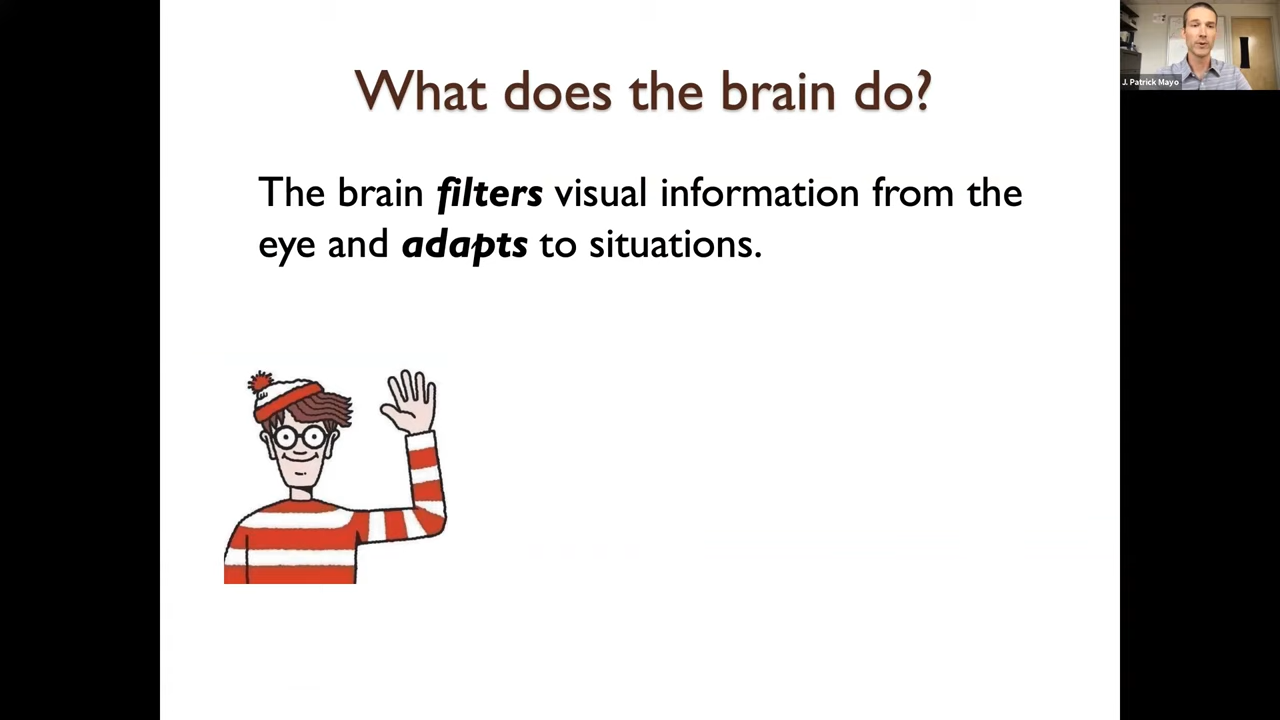 What does the brain do?
The brain filters visual information from the
eye and adapts to situations.
J. Patrick Mayo